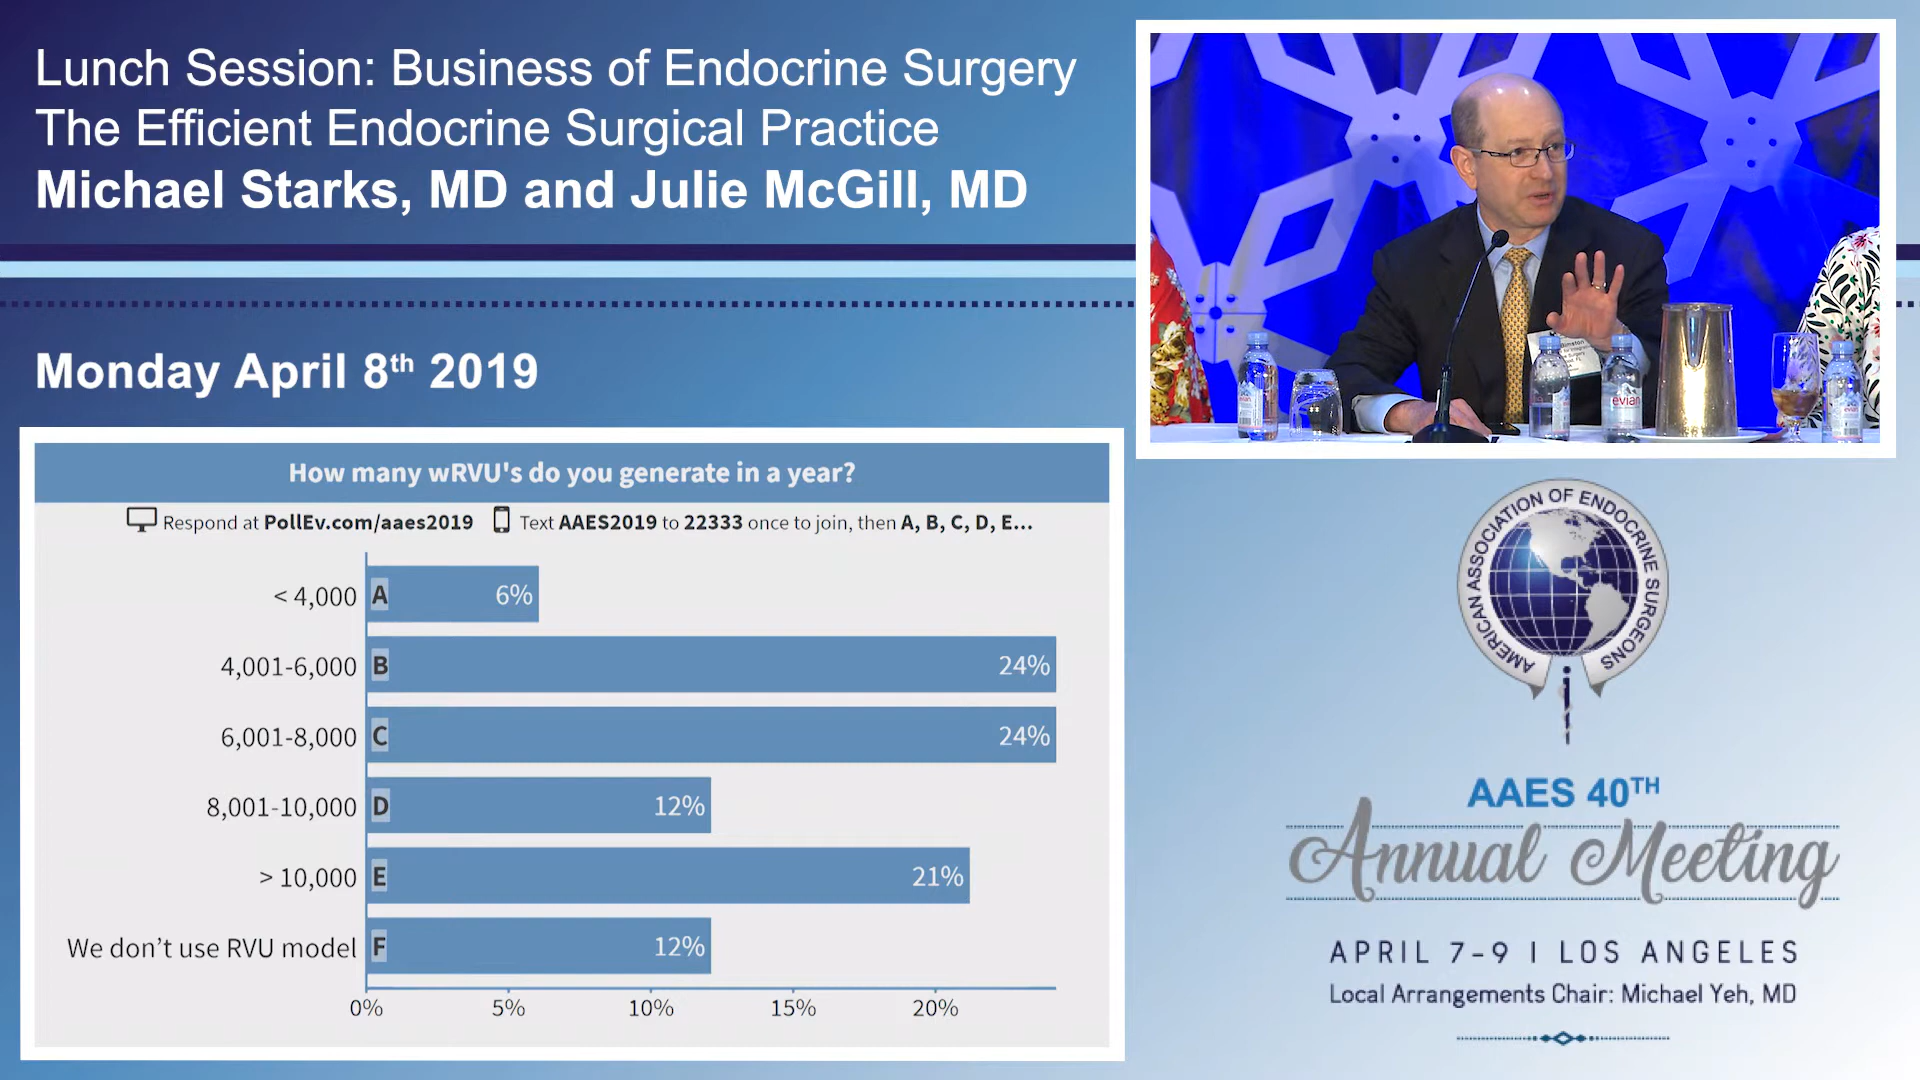 Lunch Session: Business of Endocrine Surgery
The Efficient Endocrine Surgical Practice
Michael Starks, MD and Julie McGill, MD
Monday April 8th 2019
How many wRVU's do you generate in a year?
Respond at PollEv.com/aaes2019 Text AAES2019 to 22333 once to join, then A, B, C, D, E...
< 4,000 A 6%
4,001-6,000 B 24%
6,001-8,000 C 24%
8,001-10,000 D 12%
> 10,000 E 21%
We don’t use RVU model F 12%
0% 5% 10% 15% 20%
evian
AMERICAN ASSOCIATION OF ENDOCRINE SURGEONS
AAES 40TH
Annual Meeting
APRIL 7-9 | LOS ANGELES
Local Arrangements Chair: Michael Yeh, MD